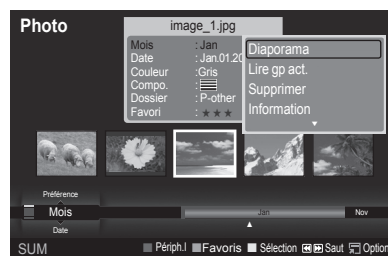 Photo
image_1.jpg
Mois : Jan
Date : Jan.01.20
Couleur : Gris
Compo. :
Dossier : P-other
Favori : ★ ★ ★
Diaporama
Lire gp act.
Supprimer
Information
Préférence
Mois
Date
Jan
Nov
SUM
Périph.I
Favoris
Sélection
Saut
Option